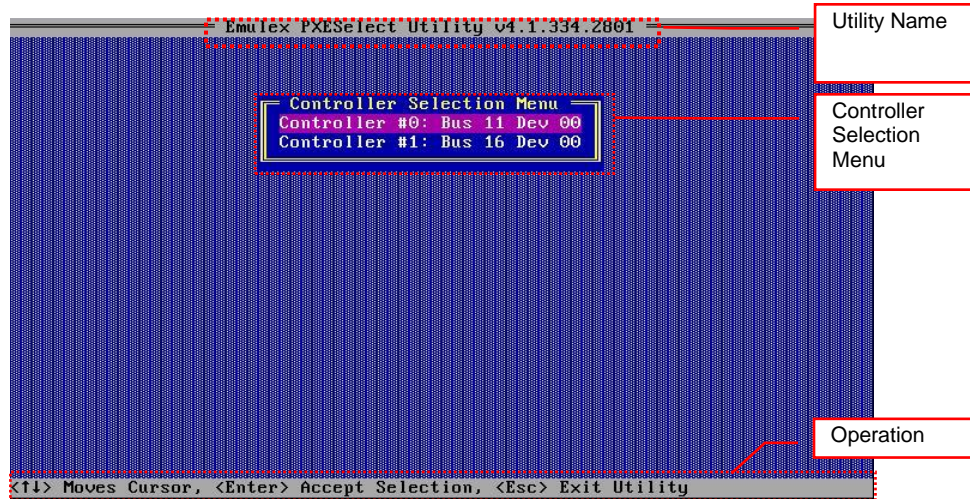 Emulex PXESelect Utility v4.1.334.2801
Utility Name
Controller Selection Menu
Controller #0: Bus 11 Dev 00
Controller #1: Bus 16 Dev 00
Controller
Selection
Menu
Operation
<↑↓> Moves Cursor, <Enter> Accept Selection, <Esc> Exit Utility